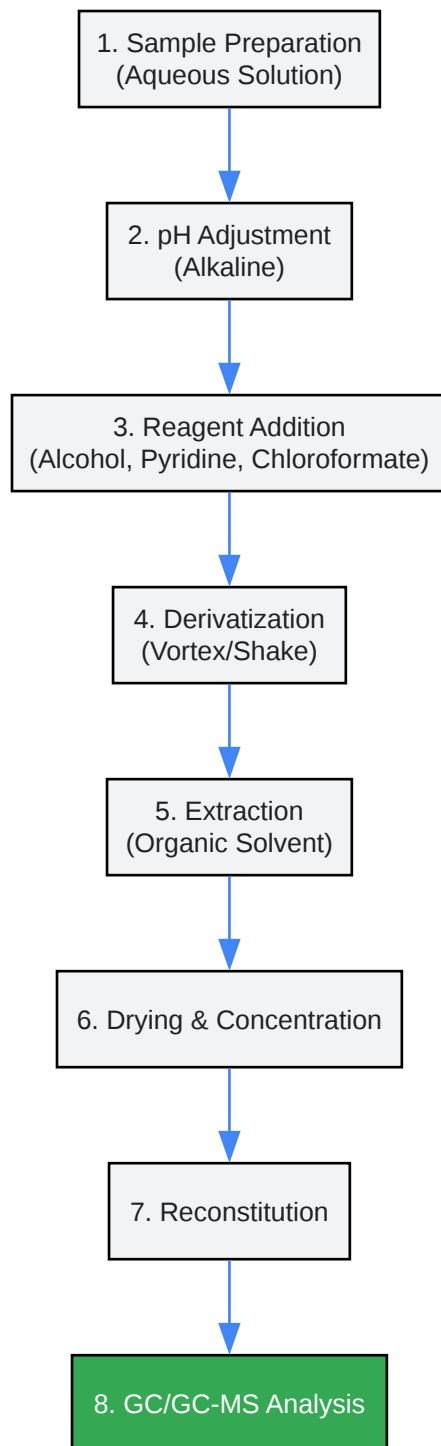 1. Sample Preparation
(Aqueous Solution)
2. pH Adjustment
(Alkaline)
3. Reagent Addition
(Alcohol, Pyridine, Chloroformate)
4. Derivatization
(Vortex/Shake)
5. Extraction
(Organic Solvent)
6. Drying & Concentration
7. Reconstitution
8. GC/GC-MS Analysis